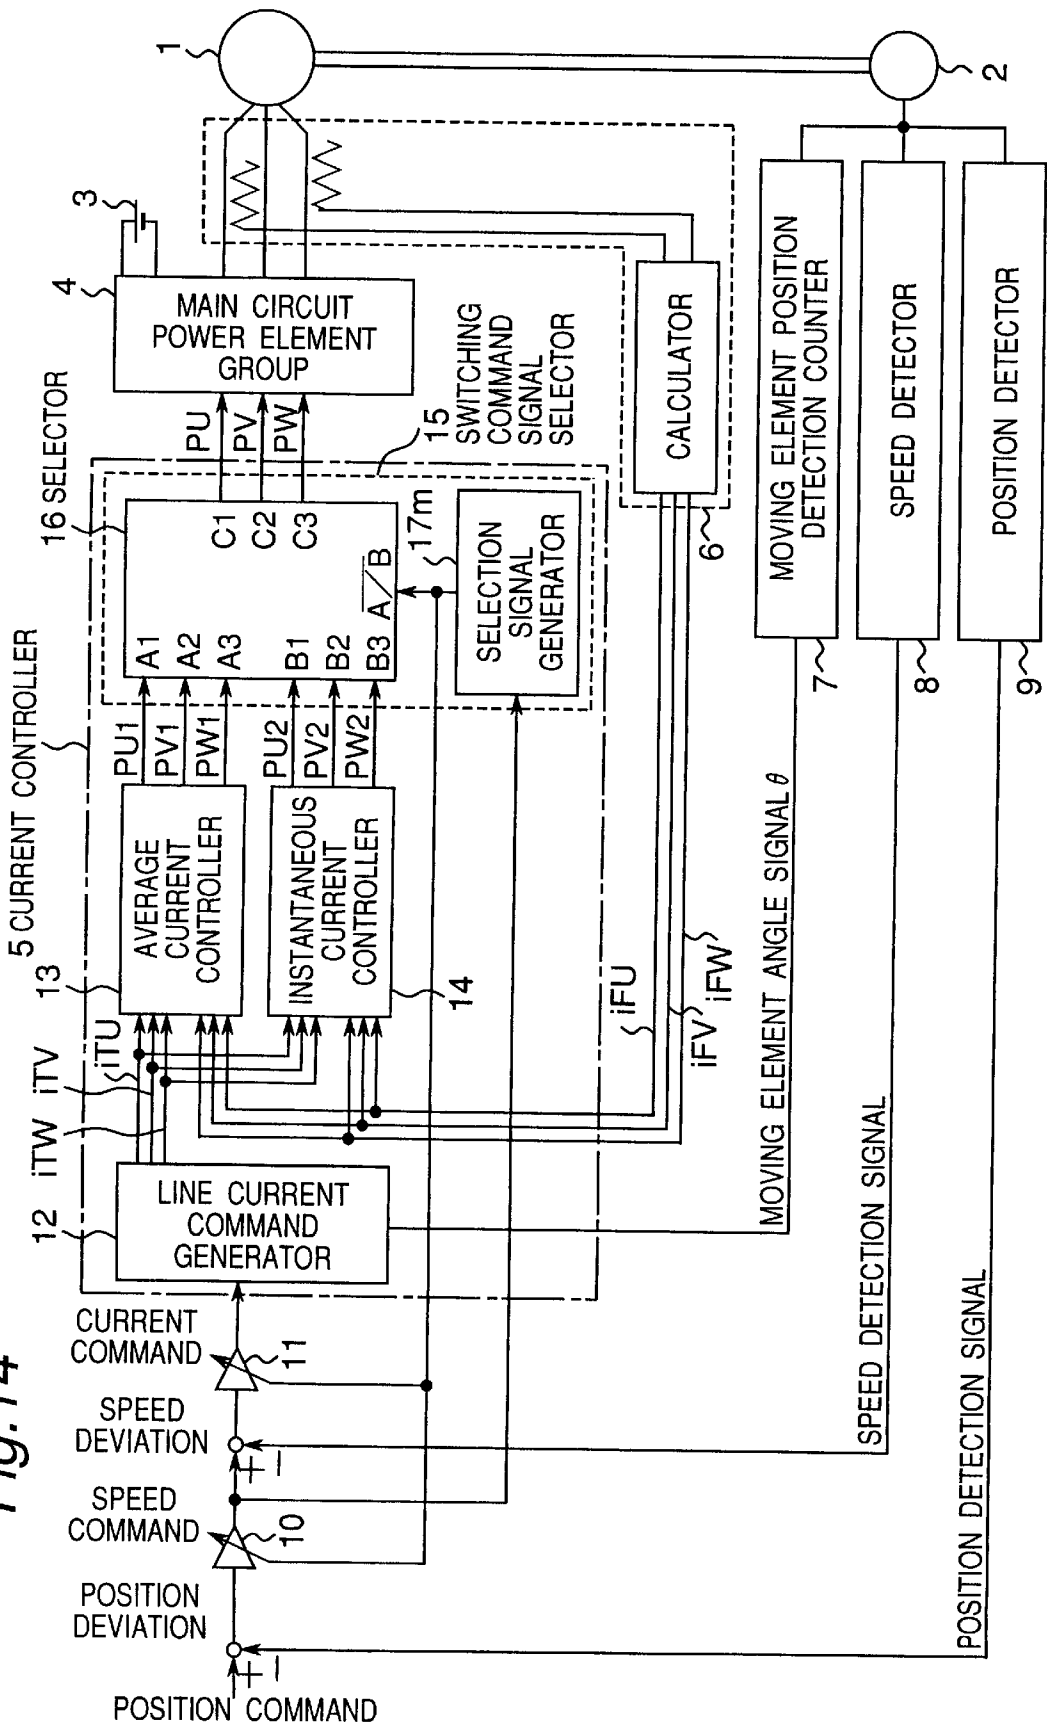 Fig.14
5 CURRENT CONTROLLER
16 SELECTOR
4
3
1
2
POSITION COMMAND
+
−
POSITION
DEVIATION
10
SPEED
COMMAND
+
−
SPEED
DEVIATION
11
CURRENT
COMMAND
12
LINE CURRENT
COMMAND
GENERATOR
iTW
iTV
iTU
13
AVERAGE
CURRENT
CONTROLLER
14
INSTANTANEOUS
CURRENT
CONTROLLER
PU1
PV1
PW1
PU2
PV2
PW2
A1
A2
A3
B1
B2
B3
C1
C2
C3
A/B
17m
SELECTION
SIGNAL
GENERATOR
15
SWITCHING
COMMAND
SIGNAL
SELECTOR
PU
PV
PW
MAIN CIRCUIT
POWER ELEMENT
GROUP
CALCULATOR
6
iFU
iFV
iFW
MOVING ELEMENT POSITION
DETECTION COUNTER
7
MOVING ELEMENT ANGLE SIGNAL θ
SPEED DETECTOR
8
SPEED DETECTION SIGNAL
POSITION DETECTOR
9
POSITION DETECTION SIGNAL